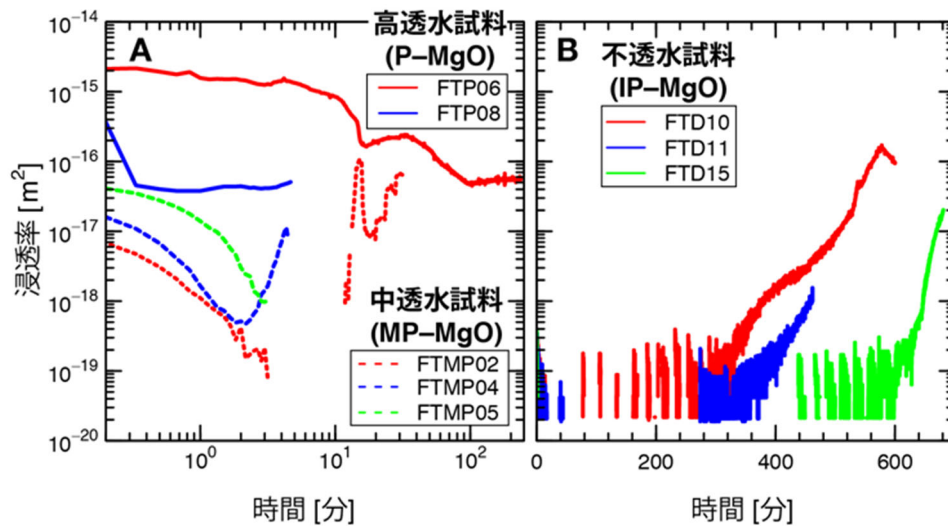 A
高透水試料
(P−MgO)
FTP06
FTP08
中透水試料
(MP−MgO)
FTMP02
FTMP04
FTMP05
浸透率 [m²]
10⁻¹⁴
10⁻¹⁵
10⁻¹⁶
10⁻¹⁷
10⁻¹⁸
10⁻¹⁹
10⁻²⁰
10⁰
10¹
10²
時間 [分]
B
不透水試料
(IP−MgO)
FTD10
FTD11
FTD15
0
200
400
600
時間 [分]